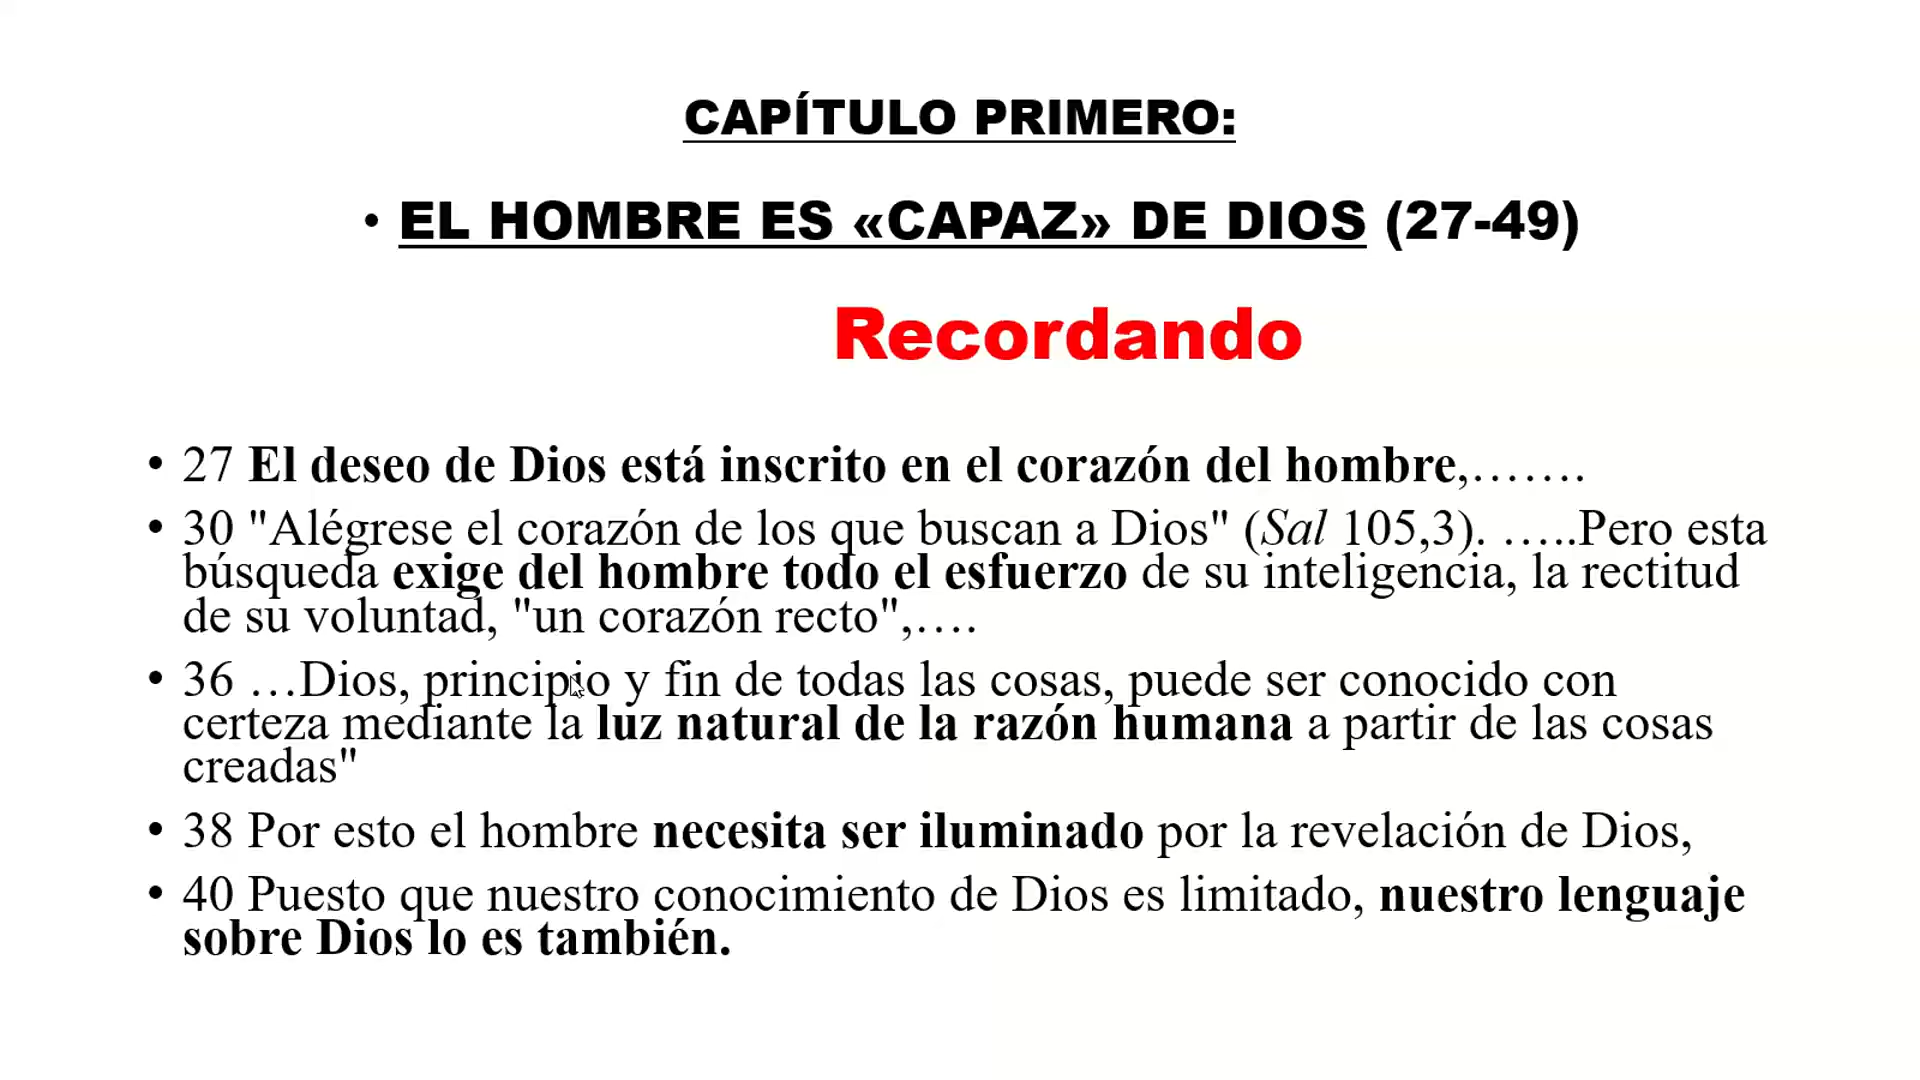 CAPÍTULO PRIMERO:
• EL HOMBRE ES «CAPAZ» DE DIOS (27-49)
Recordando
• 27 El deseo de Dios está inscrito en el corazón del hombre,…….
• 30 "Alégrese el corazón de los que buscan a Dios" (Sal 105,3). …..Pero esta
búsqueda exige del hombre todo el esfuerzo de su inteligencia, la rectitud
de su voluntad, "un corazón recto",….
• 36 …Dios, principio y fin de todas las cosas, puede ser conocido con
certeza mediante la luz natural de la razón humana a partir de las cosas
creadas"
• 38 Por esto el hombre necesita ser iluminado por la revelación de Dios,
• 40 Puesto que nuestro conocimiento de Dios es limitado, nuestro lenguaje
sobre Dios lo es también.